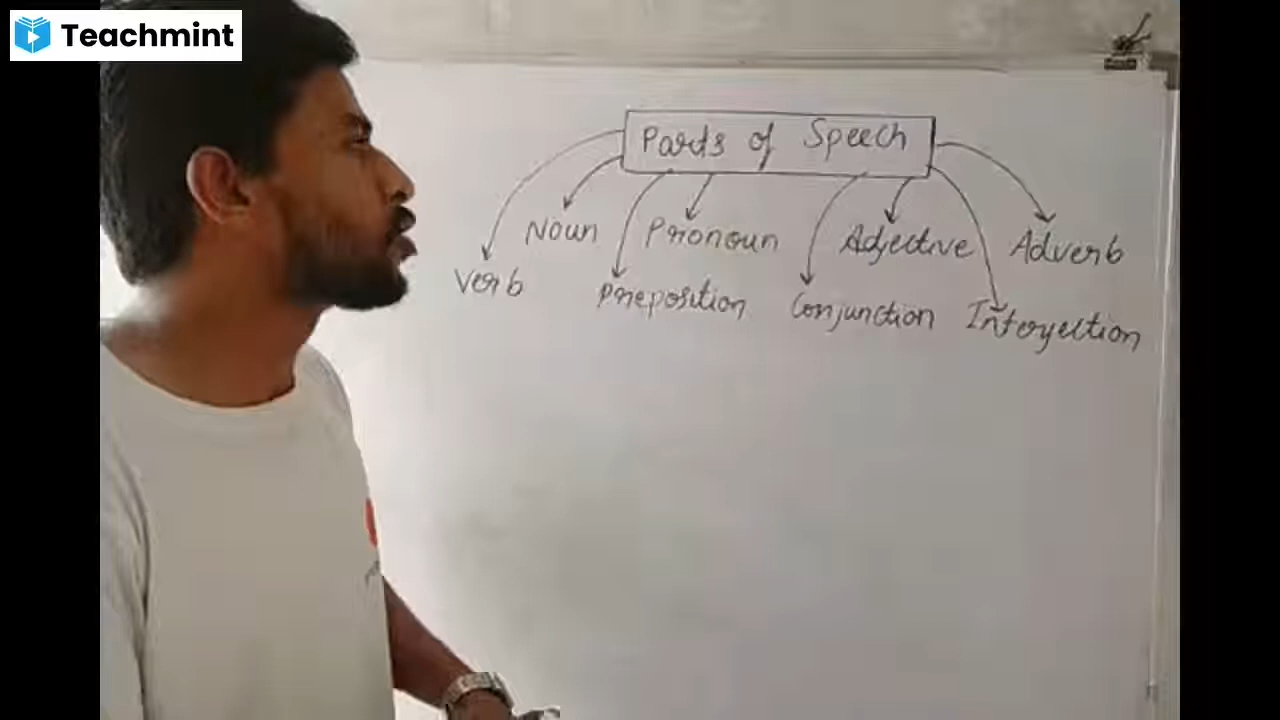 Teachmint
Parts of Speech
Noun Pronoun Adjective Adverb
Verb Preposition Conjunction Interjection